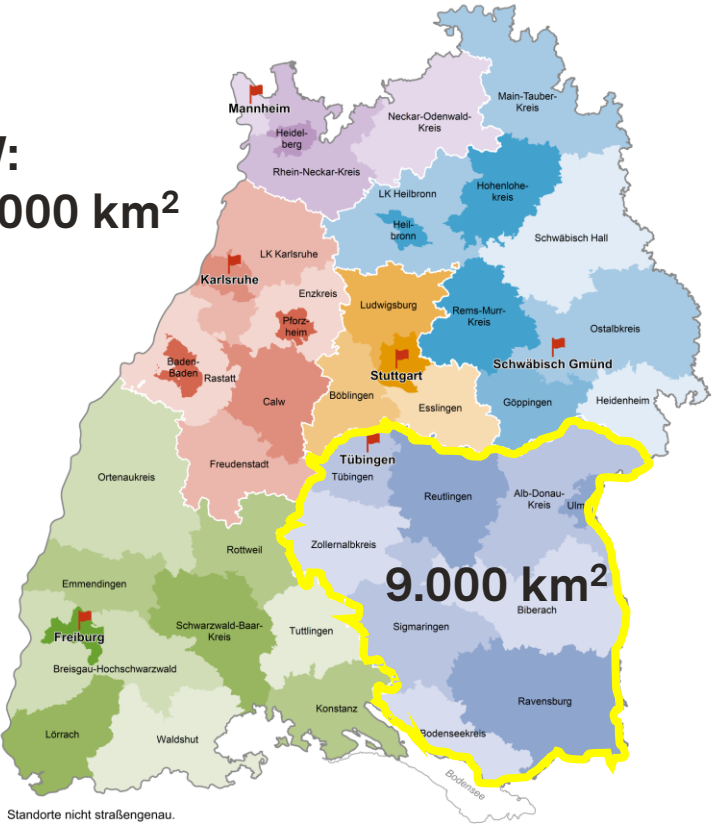 Main-Tauber-
Kreis
Mannheim
Neckar-Odenwald-
Kreis
Heidel-
berg
:
000 km²
Rhein-Neckar-Kreis
LK Heilbronn
Hohenlohe-
kreis
Heil-
bronn
Schwäbisch Hall
LK Karlsruhe
Karlsruhe
Enzkreis
Ludwigsburg
Rems-Murr-
Kreis
Pforz-
heim
Ostalbkreis
Baden-
Baden
Rastatt
Stuttgart
Schwäbisch Gmünd
Calw
Böblingen
Esslingen
Göppingen
Heidenheim
Freudenstadt
Tübingen
Tübingen
Ortenaukreis
Reutlingen
Alb-Donau-
Kreis
Ulm
Rottweil
Zollernalbkreis
Emmendingen
9.000 km²
Biberach
Freiburg
Schwarzwald-Baar-
Kreis
Tuttlingen
Sigmaringen
Breisgau-Hochschwarzwald
Konstanz
Ravensburg
Lörrach
Waldshut
Bodenseekreis
Bodensee
Standorte nicht straßengenau.